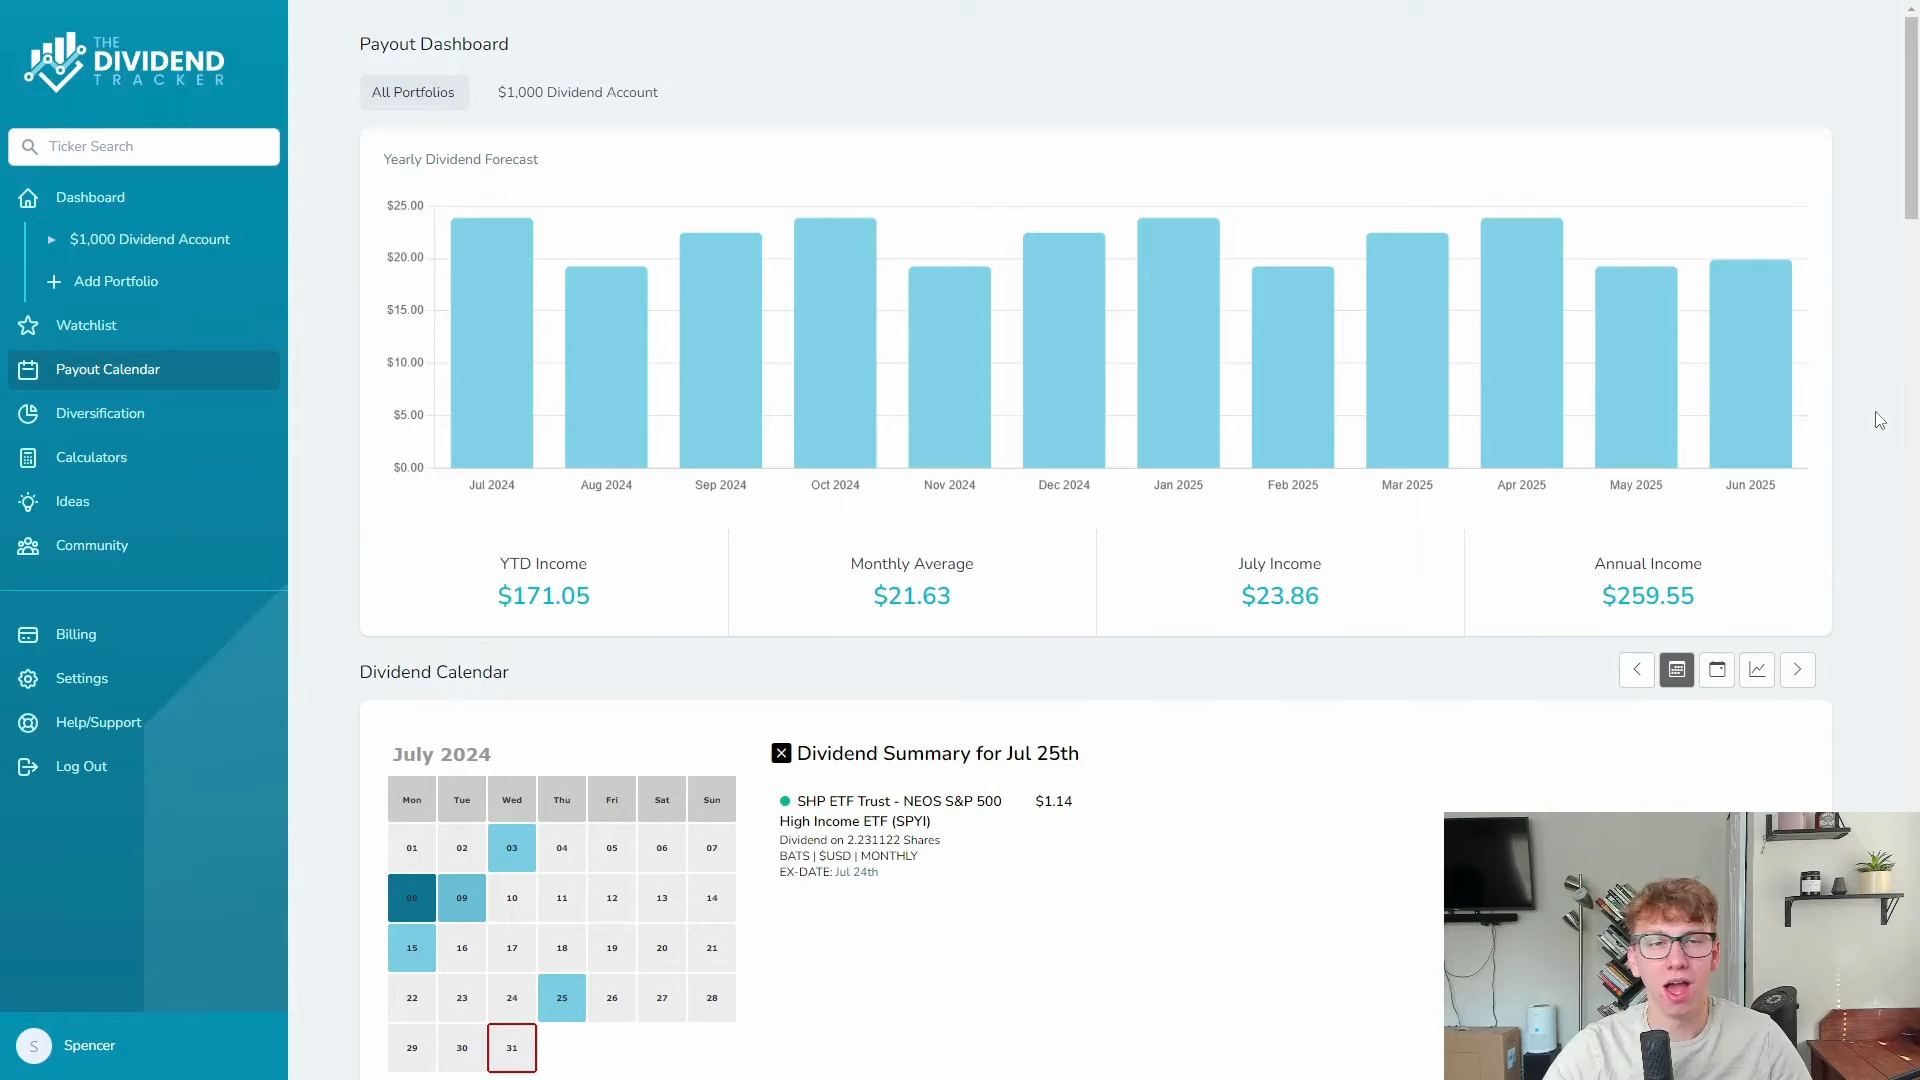 THE
DIVIDEND
TRACKER
Ticker Search
Dashboard
$1,000 Dividend Account
Add Portfolio
Watchlist
Payout Calendar
Diversification
Calculators
Ideas
Community
Billing
Settings
Help/Support
Log Out
S
Spencer
Payout Dashboard
All Portfolios
$1,000 Dividend Account
Yearly Dividend Forecast
$25.00
$20.00
$15.00
$10.00
$5.00
$0.00
Jul 2024 Aug 2024 Sep 2024 Oct 2024 Nov 2024 Dec 2024 Jan 2025 Feb 2025 Mar 2025 Apr 2025 May 2025 Jun 2025
YTD Income
$171.05
Monthly Average
$21.63
July Income
$23.86
Annual Income
$259.55
Dividend Calendar
July 2024
Mon Tue Wed Thu Fri Sat Sun
01 02 03 04 05 06 07
08 09 10 11 12 13 14
15 16 17 18 19 20 21
22 23 24 25 26 27 28
29 30 31
Dividend Summary for Jul 25th
SHP ETF Trust - NEOS S&P 500 $1.14
High Income ETF (SPYI)
Dividend on 2.231122 Shares
BATS | $USD | MONTHLY
EX-DATE: Jul 24th